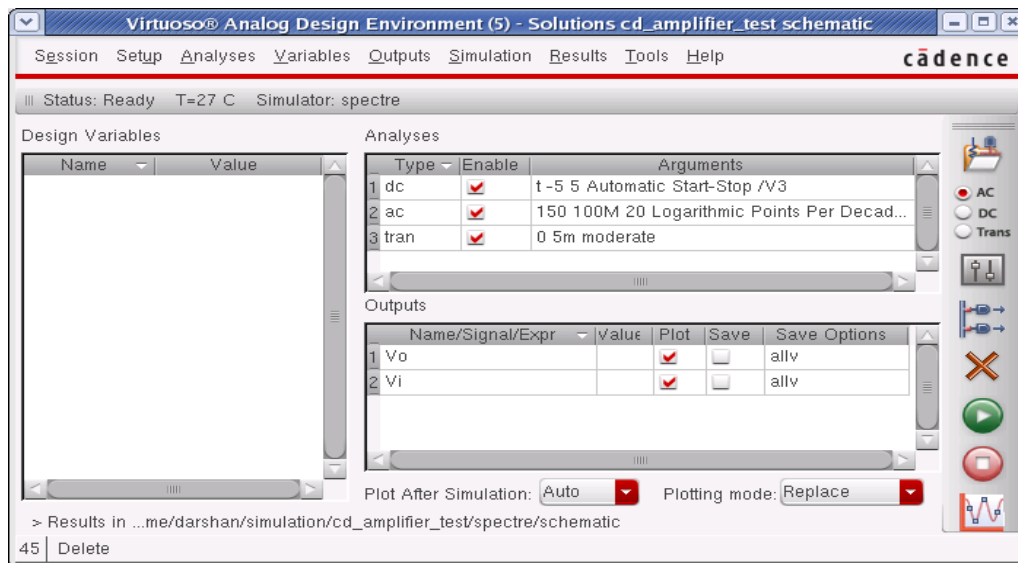 Virtuoso® Analog Design Environment (5) - Solutions cd_amplifier_test schematic
Session Setup Analyses Variables Outputs Simulation Results Tools Help
cādence
Status: Ready T=27 C Simulator: spectre
Design Variables
Name Value
Analyses
Type Enable Arguments
1 dc t -5 5 Automatic Start-Stop /V3
2 ac 150 100M 20 Logarithmic Points Per Decad...
3 tran 0 5m moderate
Outputs
Name/Signal/Expr Value Plot Save Save Options
1 Vo allv
2 Vi allv
Plot After Simulation: Auto Plotting mode: Replace
> Results in ...me/darshan/simulation/cd_amplifier_test/spectre/schematic
45 Delete
AC
DC
Trans